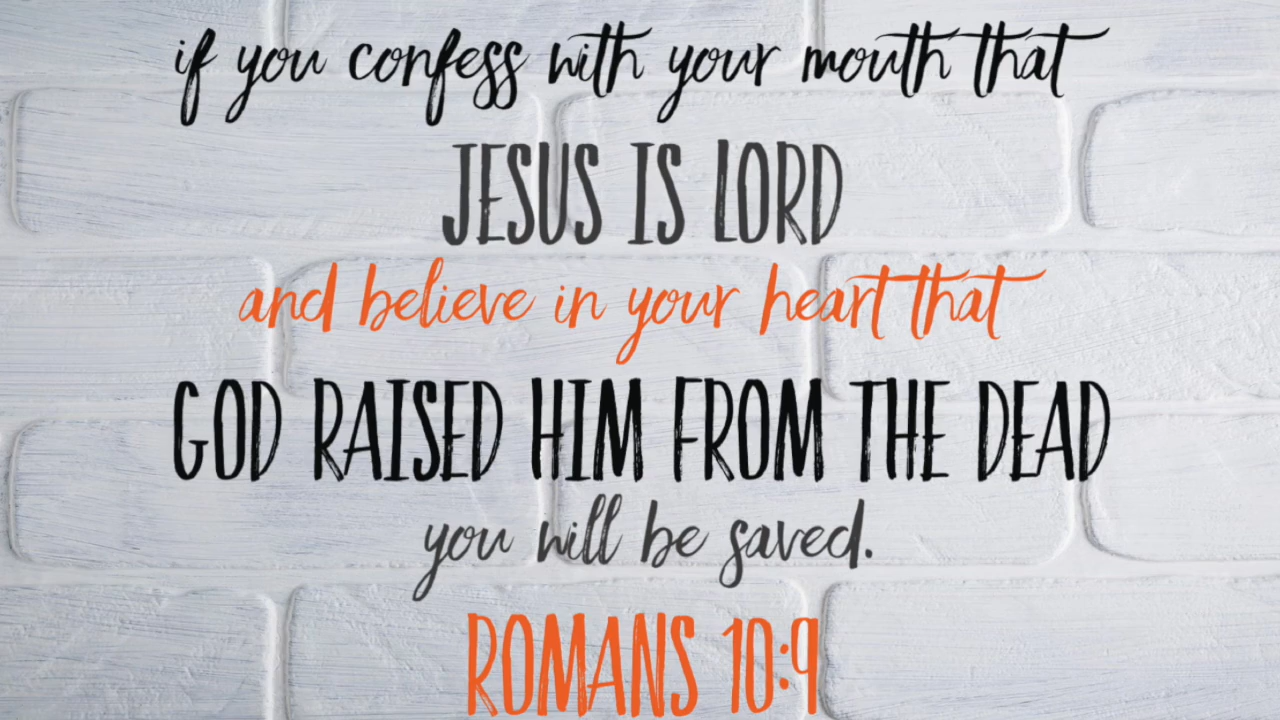 if you confess with your mouth that
JESUS IS LORD
and believe in your heart that
GOD RAISED HIM FROM THE DEAD
you will be saved.
ROMANS 10:9